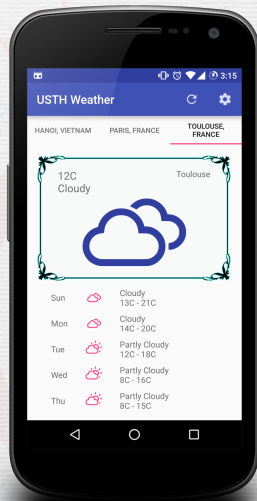 3:15
USTH Weather
HANOI, VIETNAM
PARIS, FRANCE
TOULOUSE,
FRANCE
12C
Cloudy
Toulouse
Sun
Cloudy
13C - 21C
Mon
Cloudy
14C - 20C
Tue
Partly Cloudy
12C - 18C
Wed
Partly Cloudy
8C - 16C
Thu
Partly Cloudy
8C - 15C